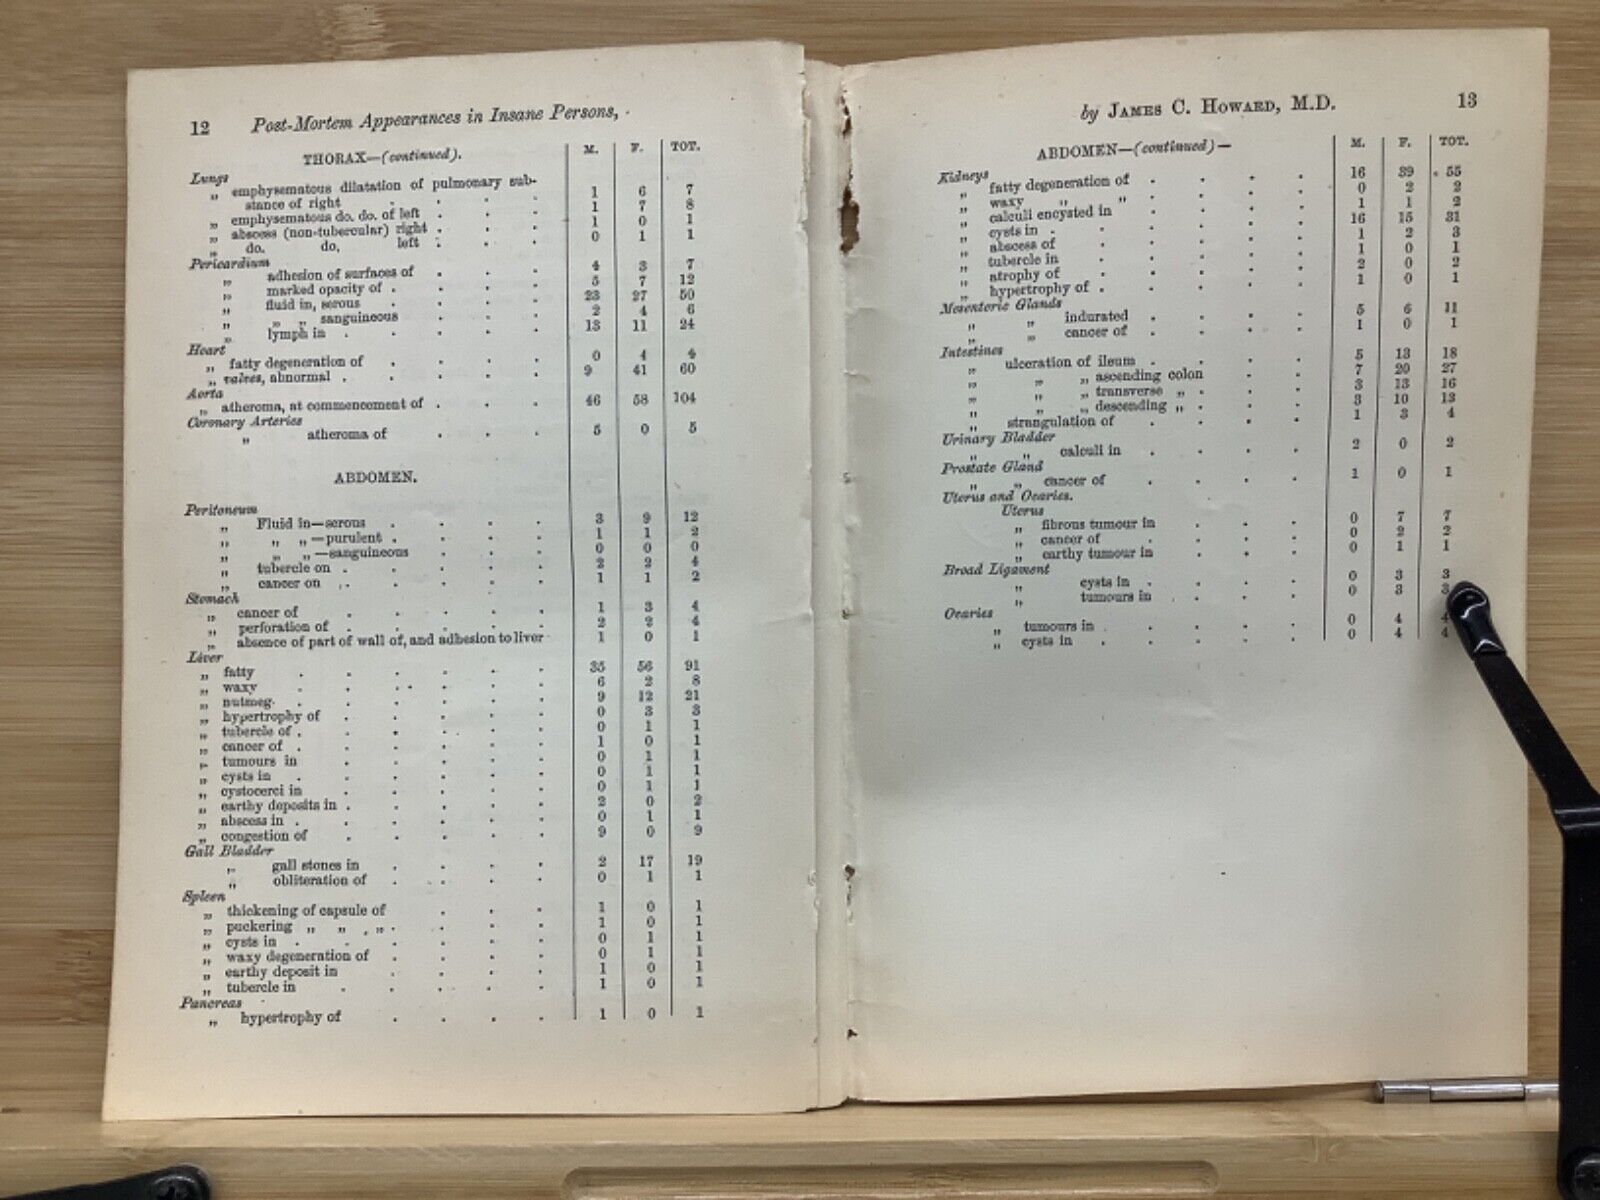 12 Post-Mortem Appearances in Insane Persons,
THORAX—(continued). M. F. TOT.
Lungs
„ emphysematous dilatation of pulmonary sub-
stance of right 1 6 7
„ emphysematous do. do. of left 1 7 8
„ abscess (non-tubercular) right 1 0 1
„ do. do. left 0 1 1
Pericardium
„ adhesion of surfaces of 4 3 7
„ marked opacity of 5 7 12
„ fluid in, serous 23 27 50
„ „ „ sanguineous 2 4 6
„ lymph in 13 11 24
Heart
„ fatty degeneration of 0 4 4
„ valves, abnormal 9 41 60
Aorta
„ atheroma, at commencement of 46 58 104
Coronary Arteries
„ atheroma of 5 0 5
ABDOMEN.
Peritoneum
„ Fluid in—serous 3 9 12
„ „ „—purulent 1 1 2
„ „ „—sanguineous 0 0 0
„ tubercle on 2 2 4
„ cancer on 1 1 2
Stomach
„ cancer of 1 3 4
„ perforation of 2 2 4
„ absence of part of wall of, and adhesion to liver 1 0 1
Liver
„ fatty 35 56 91
„ waxy 6 2 8
„ nutmeg 9 12 21
„ hypertrophy of 0 3 3
„ tubercle of 0 1 1
„ cancer of 1 0 1
„ tumours in 0 1 1
„ cysts in 0 1 1
„ cystocerci in 0 1 1
„ earthy deposits in 2 0 2
„ abscess in 0 1 1
„ congestion of 9 0 9
Gall Bladder
„ gall stones in 2 17 19
„ obliteration of 0 1 1
Spleen
„ thickening of capsule of 1 0 1
„ puckering „ „ „ 1 0 1
„ cysts in 0 1 1
„ waxy degeneration of 0 1 1
„ earthy deposit in 1 0 1
„ tubercle in 1 0 1
Pancreas
„ hypertrophy of 1 0 1
by JAMES C. HOWARD, M.D. 13
ABDOMEN—(continued)— M. F. TOT.
Kidneys
„ fatty degeneration of 16 39 55
„ waxy „ „ 0 2 2
„ calculi encysted in 1 1 2
„ cysts in 16 15 31
„ abscess of 1 2 3
„ tubercle in 1 0 1
„ atrophy of 2 0 2
„ hypertrophy of 1 0 1
Mesenteric Glands
„ „ indurated 5 6 11
„ „ cancer of 1 0 1
Intestines
„ ulceration of ileum 5 13 18
„ „ „ ascending colon 7 20 27
„ „ „ transverse „ 3 13 16
„ „ „ descending „ 3 10 13
„ strangulation of 1 3 4
Urinary Bladder
„ „ calculi in 2 0 2
Prostate Gland
„ „ cancer of 1 0 1
Uterus and Ovaries.
Uterus
„ fibrous tumour in 0 7 7
„ cancer of 0 2 2
„ earthy tumour in 0 1 1
Broad Ligament
„ cysts in 0 3 3
„ tumours in 0 3 3
Ovaries
„ tumours in 0 4 4
„ cysts in 0 4 4